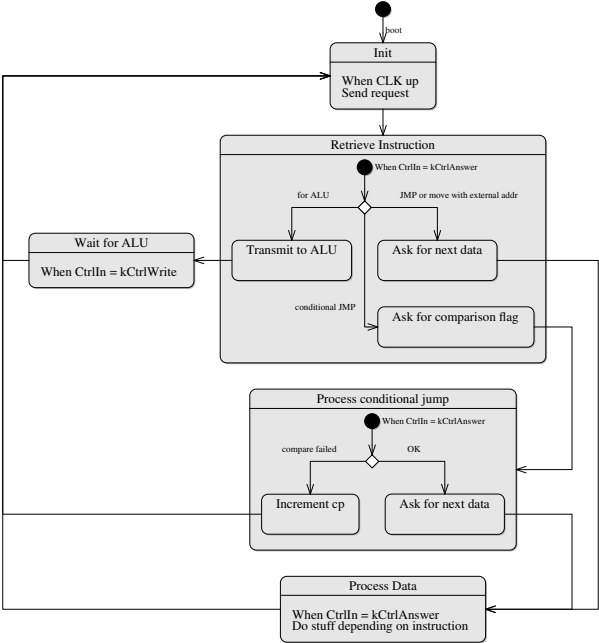 boot
Init
When CLK up
Send request
Retrieve Instruction
When CtrlIn = kCtrlAnswer
for ALU
JMP or move with external addr
Wait for ALU
When CtrlIn = kCtrlWrite
Transmit to ALU
Ask for next data
conditional JMP
Ask for comparison flag
Process conditional jump
When CtrlIn = kCtrlAnswer
compare failed
OK
Increment cp
Ask for next data
Process Data
When CtrlIn = kCtrlAnswer
Do stuff depending on instruction